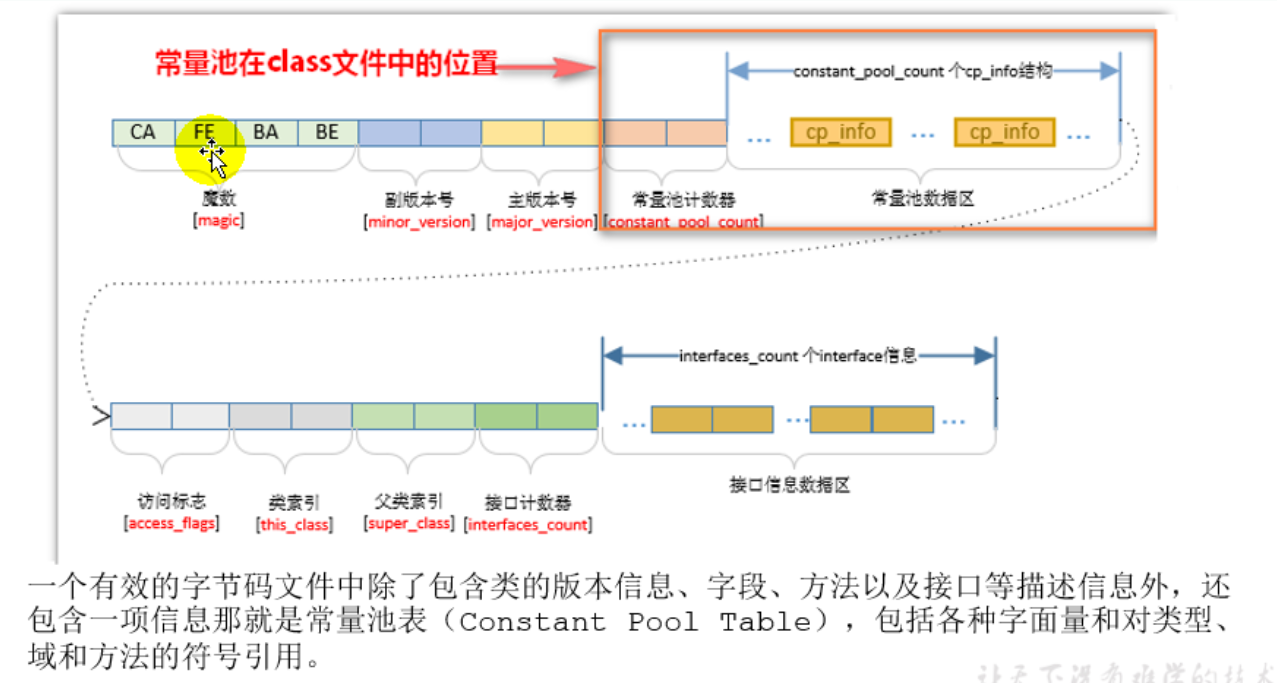 常量池在class文件中的位置
constant_pool_count 个cp_info结构
CA FE BA BE ... cp_info ... cp_info ...
魔数 副版本号 主版本号 常量池计数器 常量池数据区
[magic] [minor_version] [major_version] [constant_pool_count]
interfaces_count 个interface信息
... ... ...
接口信息数据区
访问标志 类索引 父类索引 接口计数器
[access_flags] [this_class] [super_class] [interfaces_count]
一个有效的字节码文件中除了包含类的版本信息、字段、方法以及接口等描述信息外，还
包含一项信息那就是常量池表（Constant Pool Table），包括各种字面量和对类型、
域和方法的符号引用。
让天下没有难学的技术